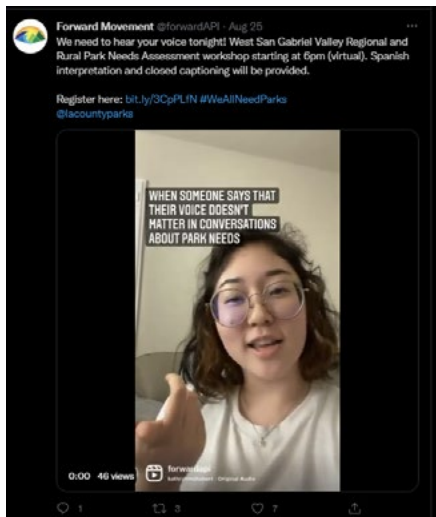 Forward Movement @forwardAPI · Aug 25
We need to hear your voice tonight! West San Gabriel Valley Regional and
Rural Park Needs Assessment workshop starting at 6pm (virtual). Spanish
interpretation and closed captioning will be provided.
Register here: bit.ly/3CpPLfN #WeAllNeedParks
@lacountyparks
WHEN SOMEONE SAYS THAT
THEIR VOICE DOESN'T
MATTER IN CONVERSATIONS
ABOUT PARK NEEDS
0:00 46 views
forwardapi
Original Audio
1 3 7